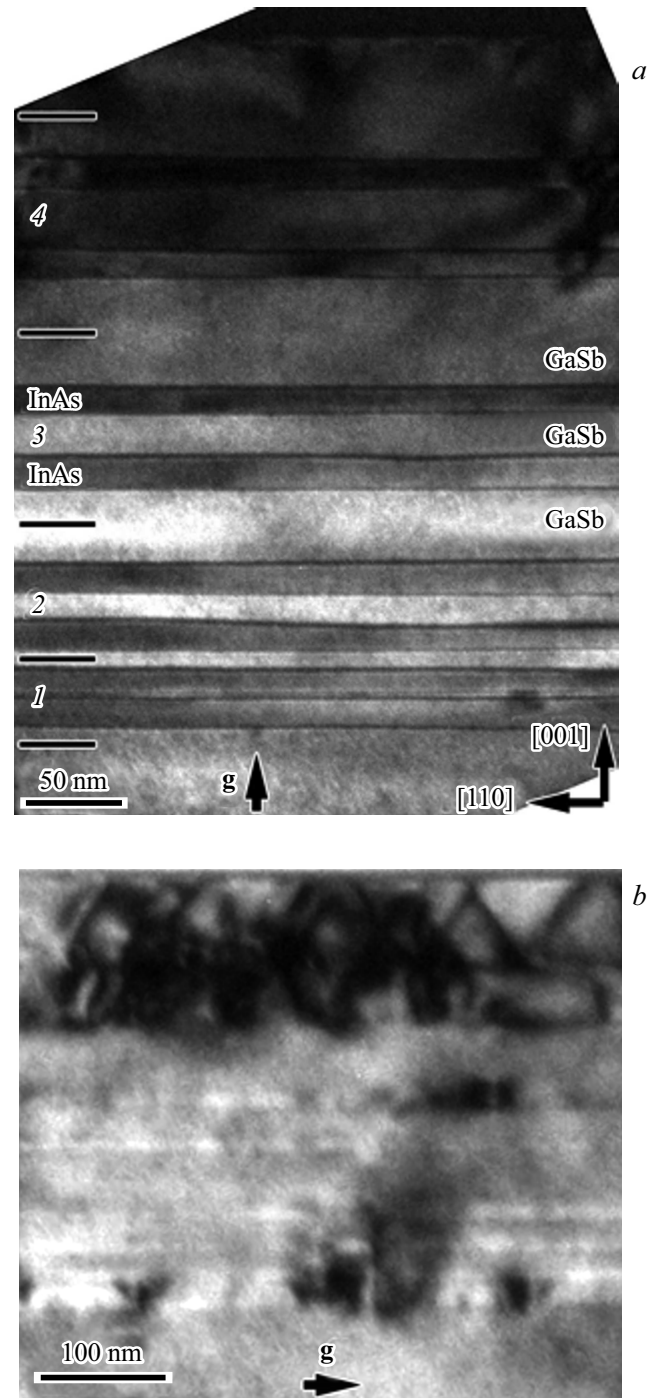 a
4
GaSb
InAs
3 GaSb
InAs
GaSb
2
1
[001]
50 nm g [110]
b
100 nm g